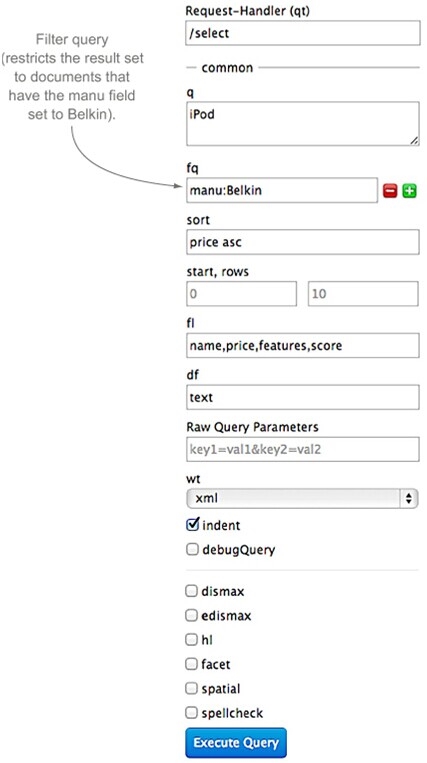 Filter query
(restricts the result set
to documents that
have the manu field
set to Belkin).
Request-Handler (qt)
/select
common
q
iPod
fq
manu:Belkin
sort
price asc
start, rows
0 10
fl
name,price,features,score
df
text
Raw Query Parameters
key1=val1&key2=val2
wt
xml
indent
debugQuery
dismax
edismax
hl
facet
spatial
spellcheck
Execute Query